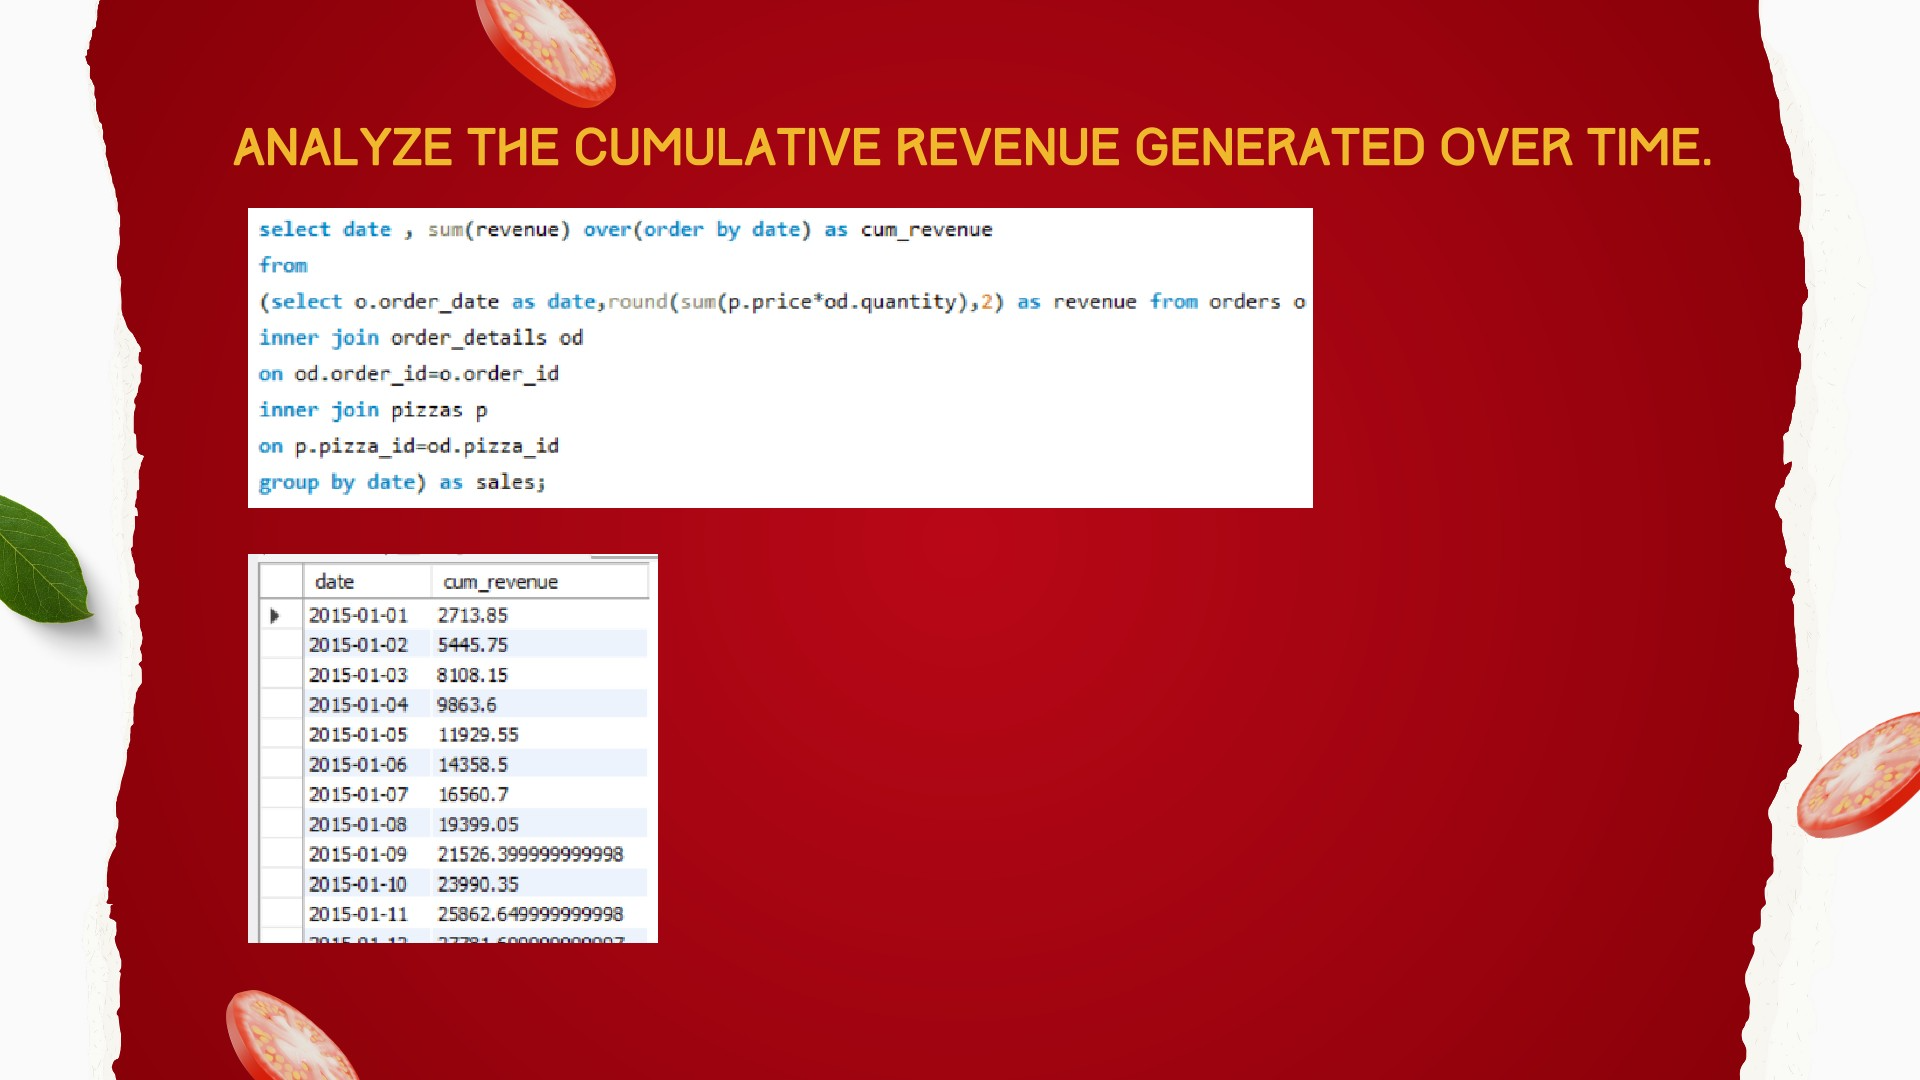 ANALYZE THE CUMULATIVE REVENUE GENERATED OVER TIME.
select date , sum(revenue) over(order by date) as cum_revenue
from
(select o.order_date as date,round(sum(p.price*od.quantity),2) as revenue from orders o
inner join order_details od
on od.order_id=o.order_id
inner join pizzas p
on p.pizza_id=od.pizza_id
group by date) as sales;
date cum_revenue
2015-01-01 2713.85
2015-01-02 5445.75
2015-01-03 8108.15
2015-01-04 9863.6
2015-01-05 11929.55
2015-01-06 14358.5
2015-01-07 16560.7
2015-01-08 19399.05
2015-01-09 21526.399999999998
2015-01-10 23990.35
2015-01-11 25862.649999999998